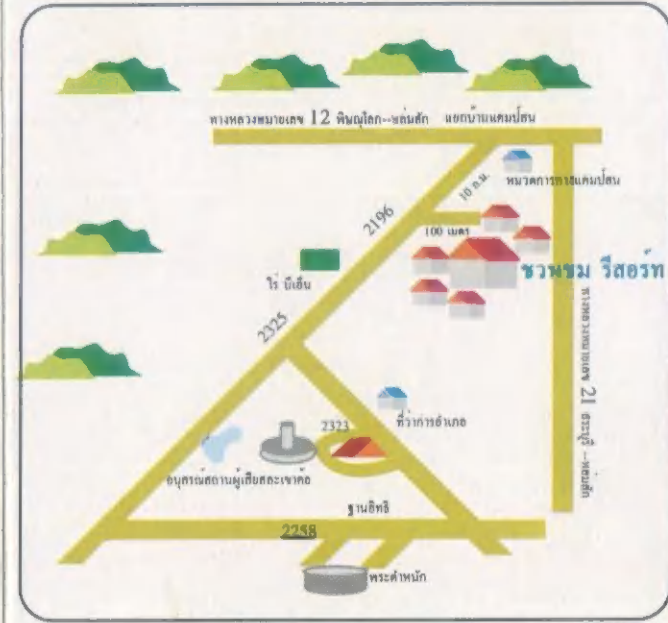 ทางหลวงหมายเลข 12 พิษณุโลก--หล่มสัก แยกบ้านแคมป์สน
หมวดการทางแคมป์สน
10 ก.ม.
2196
100 เมตร
ชวพชม รีสอร์ท
ไร่ บีเอ็น
2325
ทางหลวงหมายเลข 21 สระบุรี --หล่มสัก
ที่ว่าการอำเภอ
2323
อนุสรณ์สถานผู้เสียสละเขาค้อ
ฐานอิทธิ
2258
พระตำหนัก